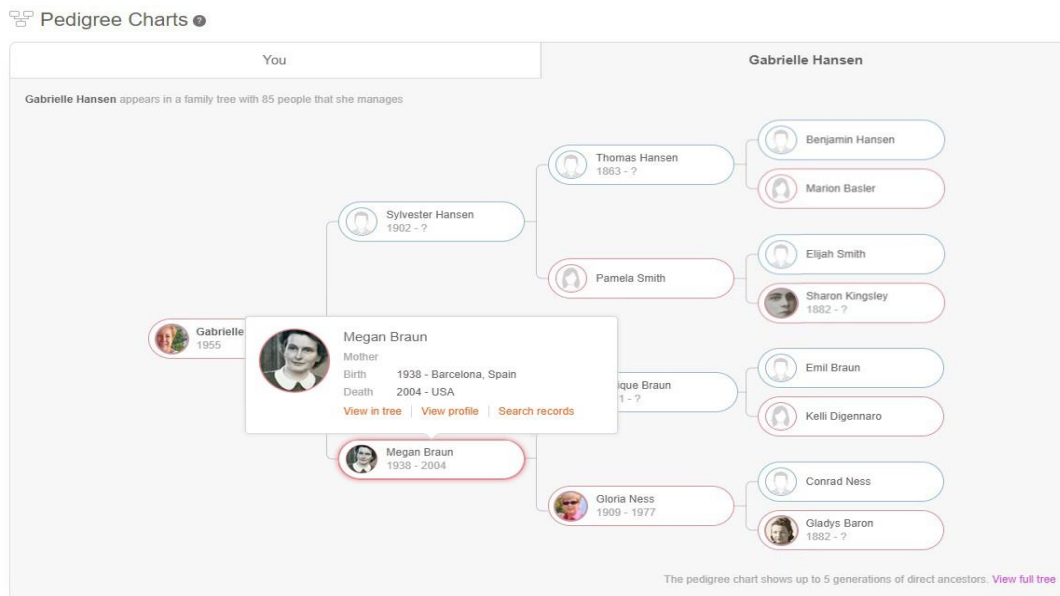 Pedigree Charts ?
You
Gabrielle Hansen
Gabrielle Hansen appears in a family tree with 85 people that she manages
Gabrielle
1955
Sylvester Hansen
1902 - ?
Megan Braun
Mother
Birth 1938 - Barcelona, Spain
Death 2004 - USA
View in tree | View profile | Search records
Megan Braun
1938 - 2004
Thomas Hansen
1863 - ?
Pamela Smith
ique Braun
1 - ?
Gloria Ness
1909 - 1977
Benjamin Hansen
Marion Basler
Elijah Smith
Sharon Kingsley
1882 - ?
Emil Braun
Kelli Digennaro
Conrad Ness
Gladys Baron
1882 - ?
The pedigree chart shows up to 5 generations of direct ancestors. View full tree